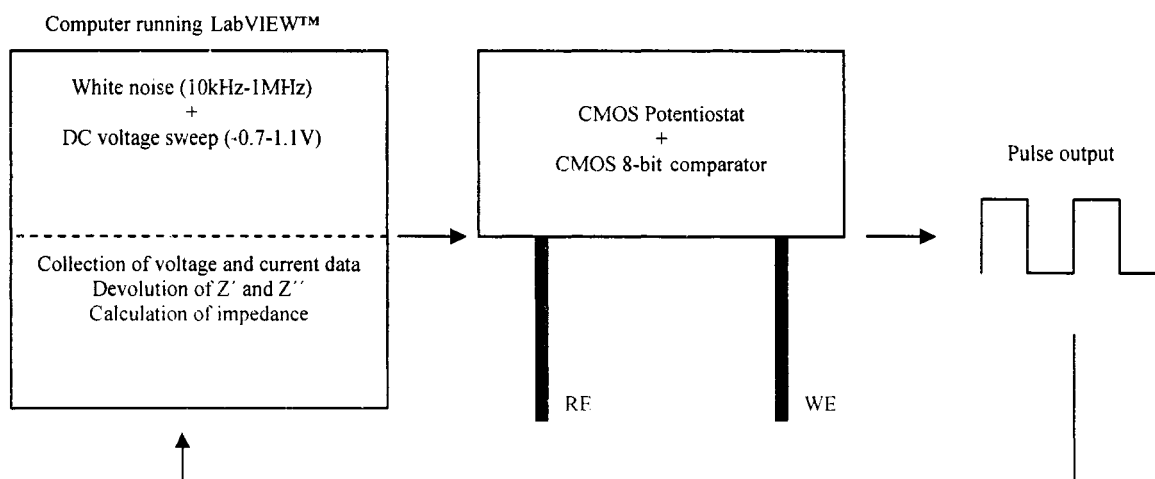 Computer running LabVIEW™
White noise (10kHz-1MHz)
+
DC voltage sweep (-0.7-1.1V)
Collection of voltage and current data
Devolution of Z′ and Z′′
Calculation of impedance
CMOS Potentiostat
+
CMOS 8-bit comparator
RE
WE
Pulse output